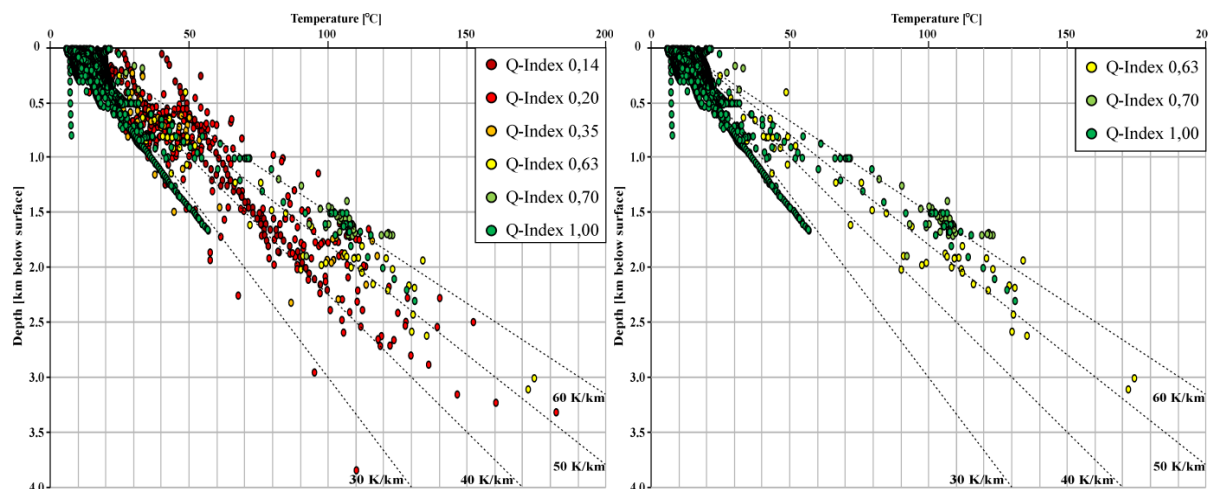 Temperature [°C]
0 50 100 150 200
0
0,5
1.0
1.5
2.0
2.5
3.0
3.5
4.0
Depth [km below surface]
Q-Index 0,14
Q-Index 0,20
Q-Index 0,35
Q-Index 0,63
Q-Index 0,70
Q-Index 1,00
60 K/km
50 K/km
30 K/km 40 K/km
Temperature [°C]
0 50 100 150 200
0
0,5
1.0
1.5
2.0
2.5
3.0
3.5
4.0
Depth [km below surface]
Q-Index 0,63
Q-Index 0,70
Q-Index 1,00
60 K/km
50 K/km
30 K/km 40 K/km